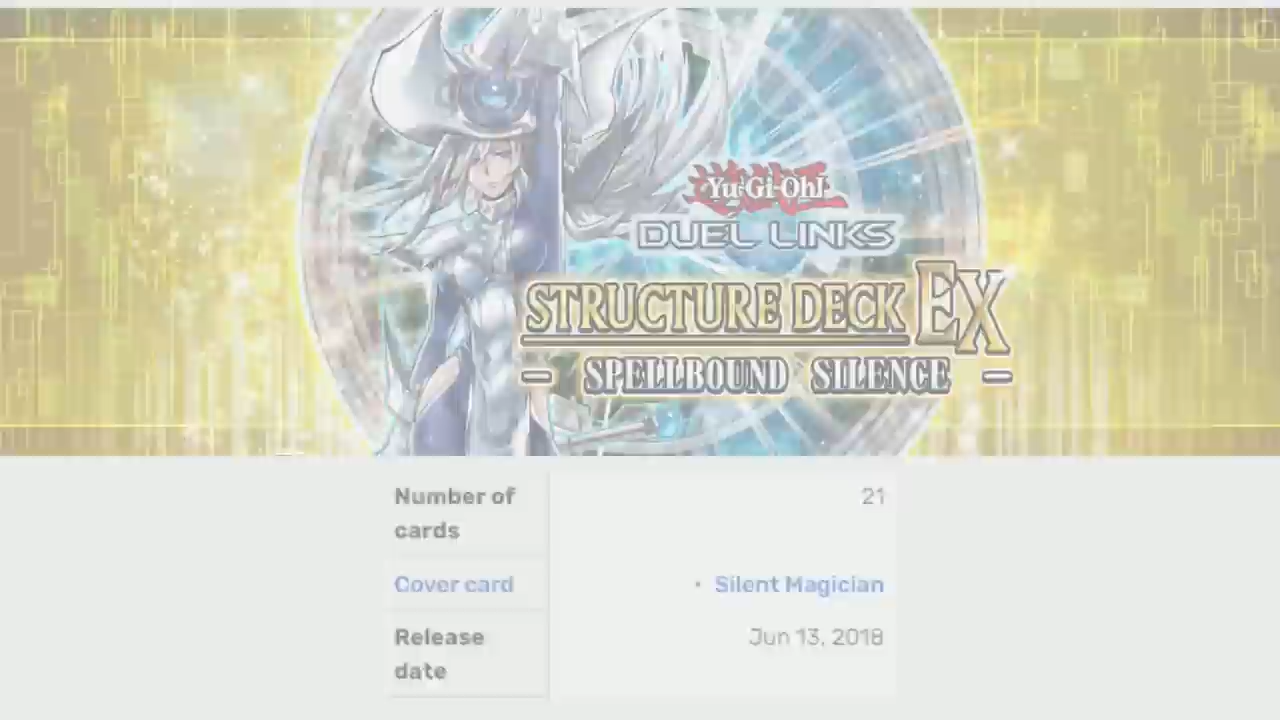 Yu-Gi-Oh!
DUEL LINKS
STRUCTURE DECK EX
- SPELLBOUND SILENCE -
Number of cards
21
Cover card
• Silent Magician
Release date
Jun 13, 2018